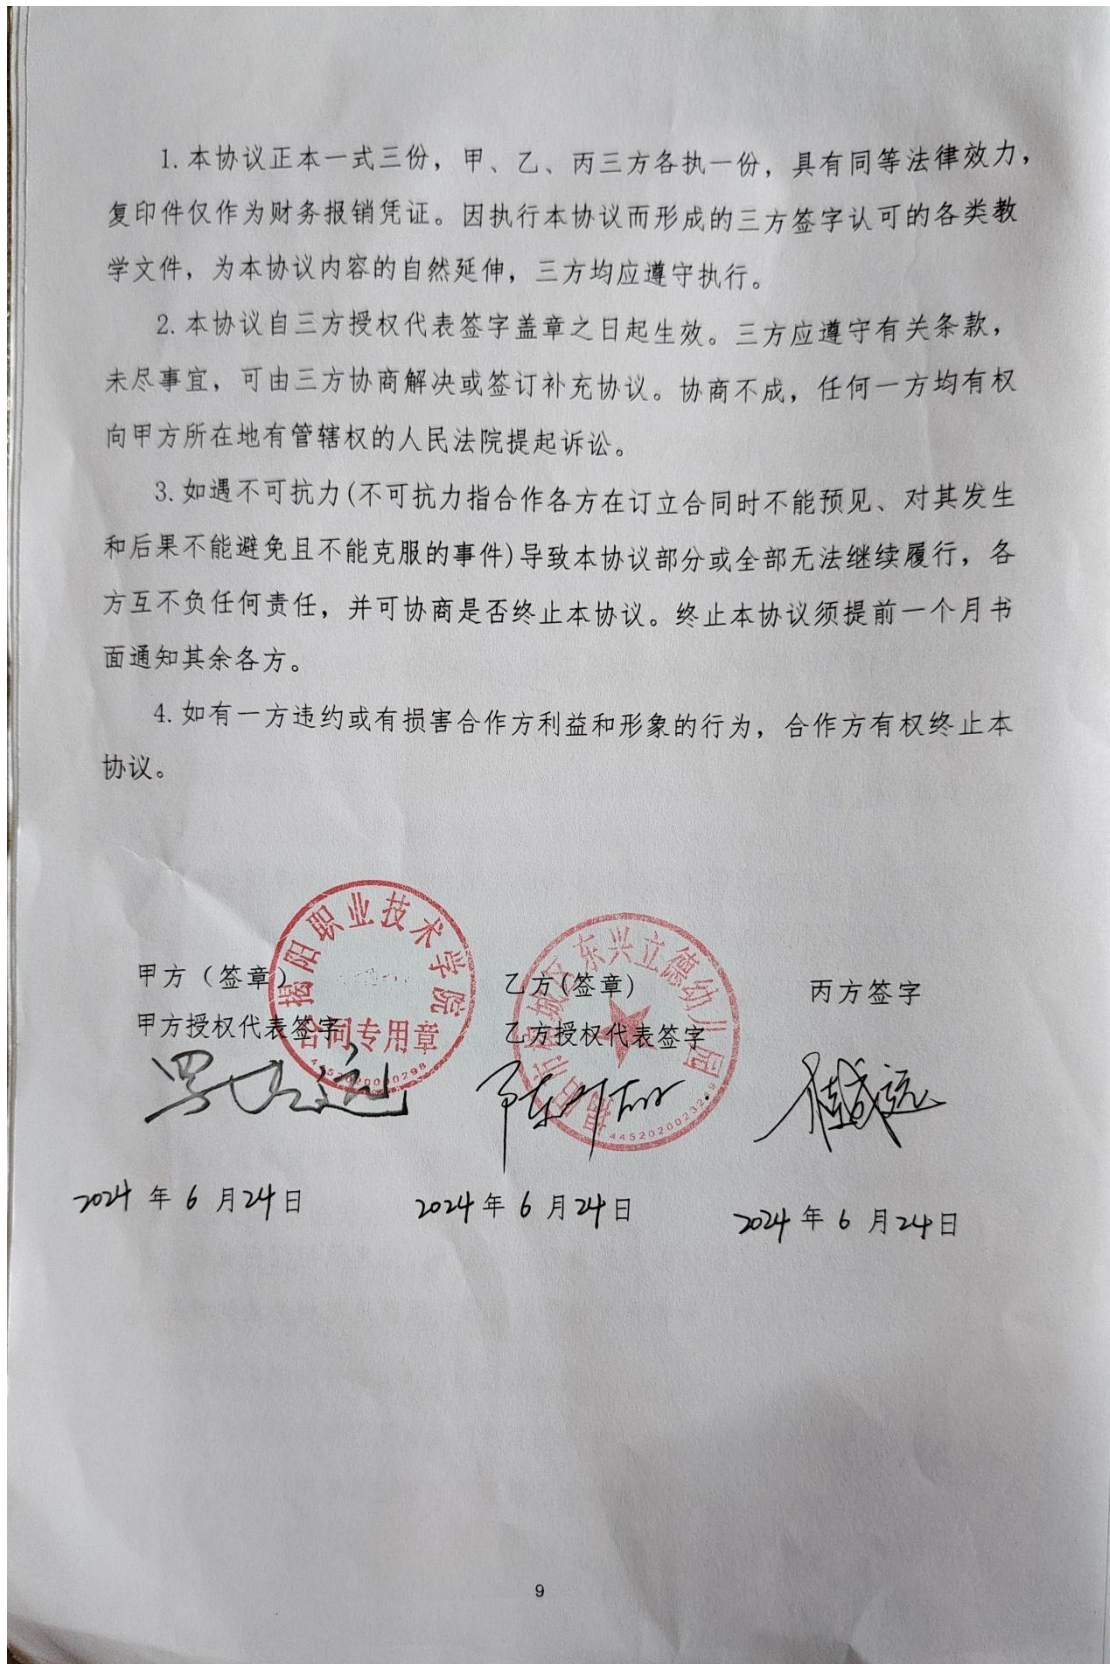 1.本协议正本一式三份，甲、乙、丙三方各执一份，具有同等法律效力，
复印件仅作为财务报销凭证。因执行本协议而形成的三方签字认可的各类教
学文件，为本协议内容的自然延伸，三方均应遵守执行。
2.本协议自三方授权代表签字盖章之日起生效。三方应遵守有关条款，
未尽事宜，可由三方协商解决或签订补充协议。协商不成，任何一方均有权
向甲方所在地有管辖权的人民法院提起诉讼。
3.如遇不可抗力(不可抗力指合作各方在订立合同时不能预见、对其发生
和后果不能避免且不能克服的事件)导致本协议部分或全部无法继续履行，各
方互不负任何责任，并可协商是否终止本协议。终止本协议须提前一个月书
面通知其余各方。
4.如有一方违约或有损害合作方利益和形象的行为，合作方有权终止本
协议。
揭阳职业技术学院
合同专用章
甲方（签章）
甲方授权代表签字
东兴立德幼儿园
乙方(签章)
乙方授权代表签字
丙方签字
2024年6月24日
2024年6月24日
2024年6月24日
9